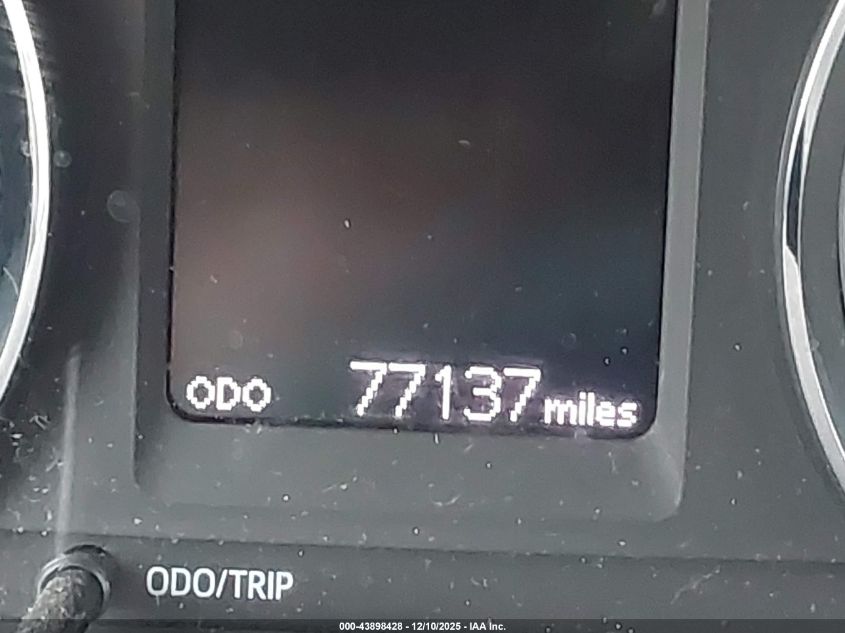 ODO 77137 miles
ODO/TRIP
000-43898428 - 12/10/2025 - IAA Inc.